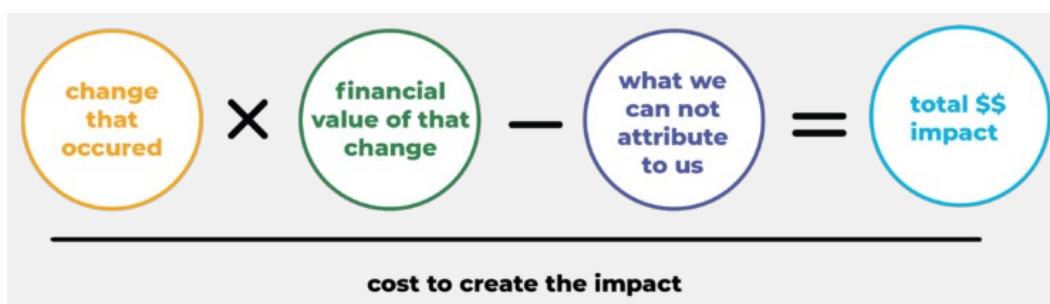 change
that
occured
×
financial
value of that
change
—
what we
can not
attribute
to us
=
total $$
impact
cost to create the impact